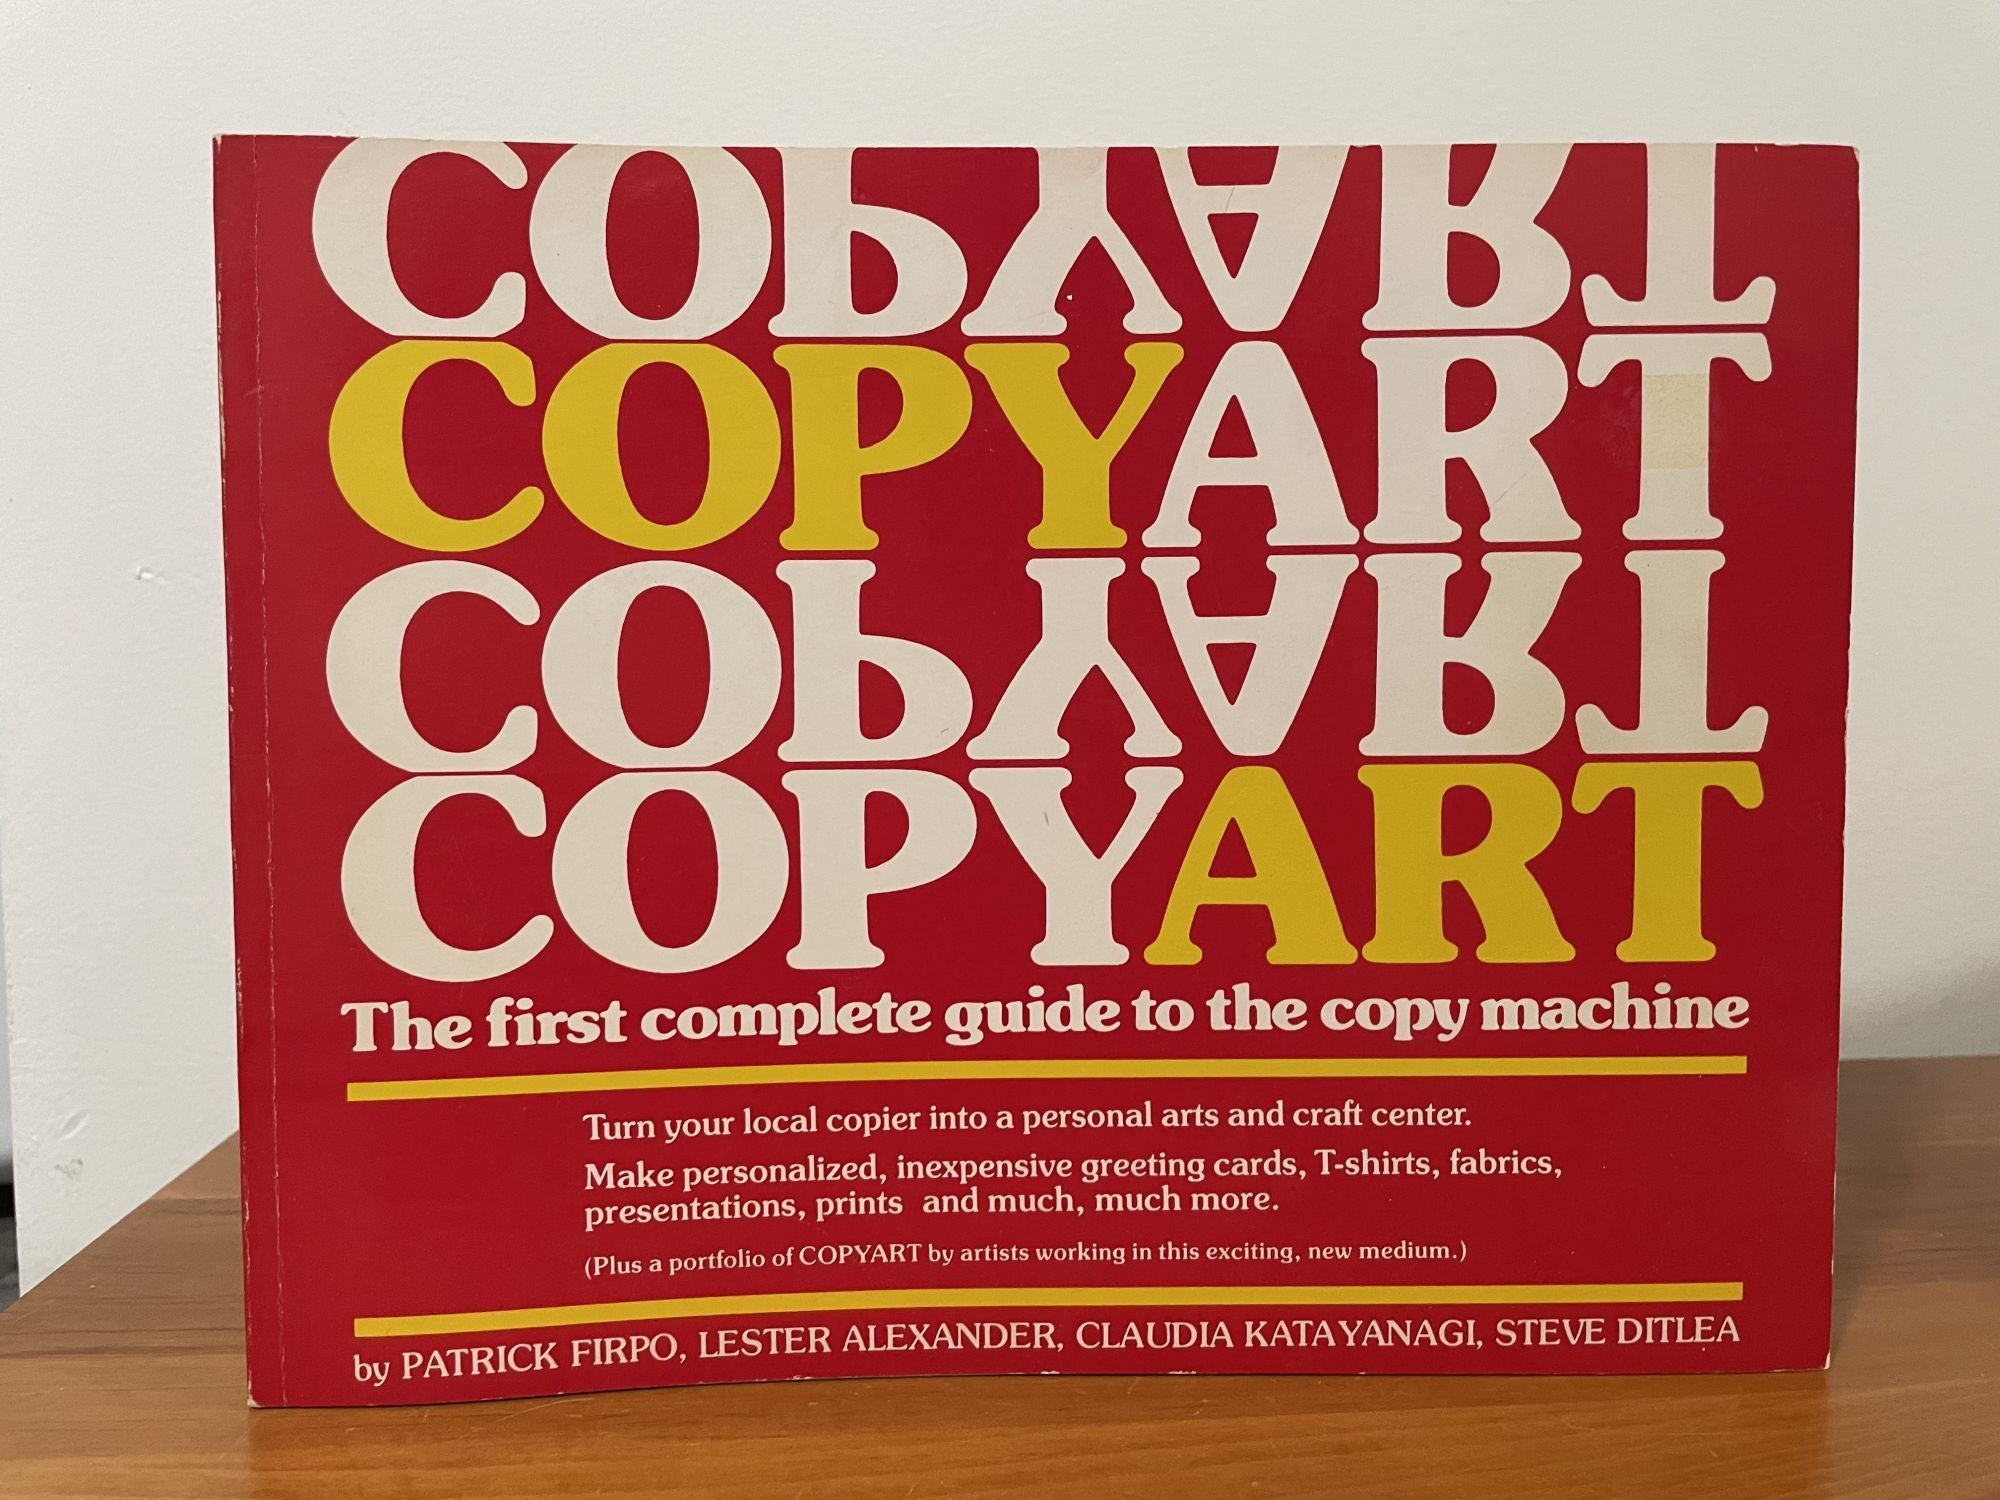 COPYART
COPYART
COPYART
COPYART
The first complete guide to the copy machine
Turn your local copier into a personal arts and craft center.
Make personalized, inexpensive greeting cards, T-shirts, fabrics,
presentations, prints and much, much more.
(Plus a portfolio of COPYART by artists working in this exciting, new medium.)
by PATRICK FIRPO, LESTER ALEXANDER, CLAUDIA KATAYANAGI, STEVE DITLEA